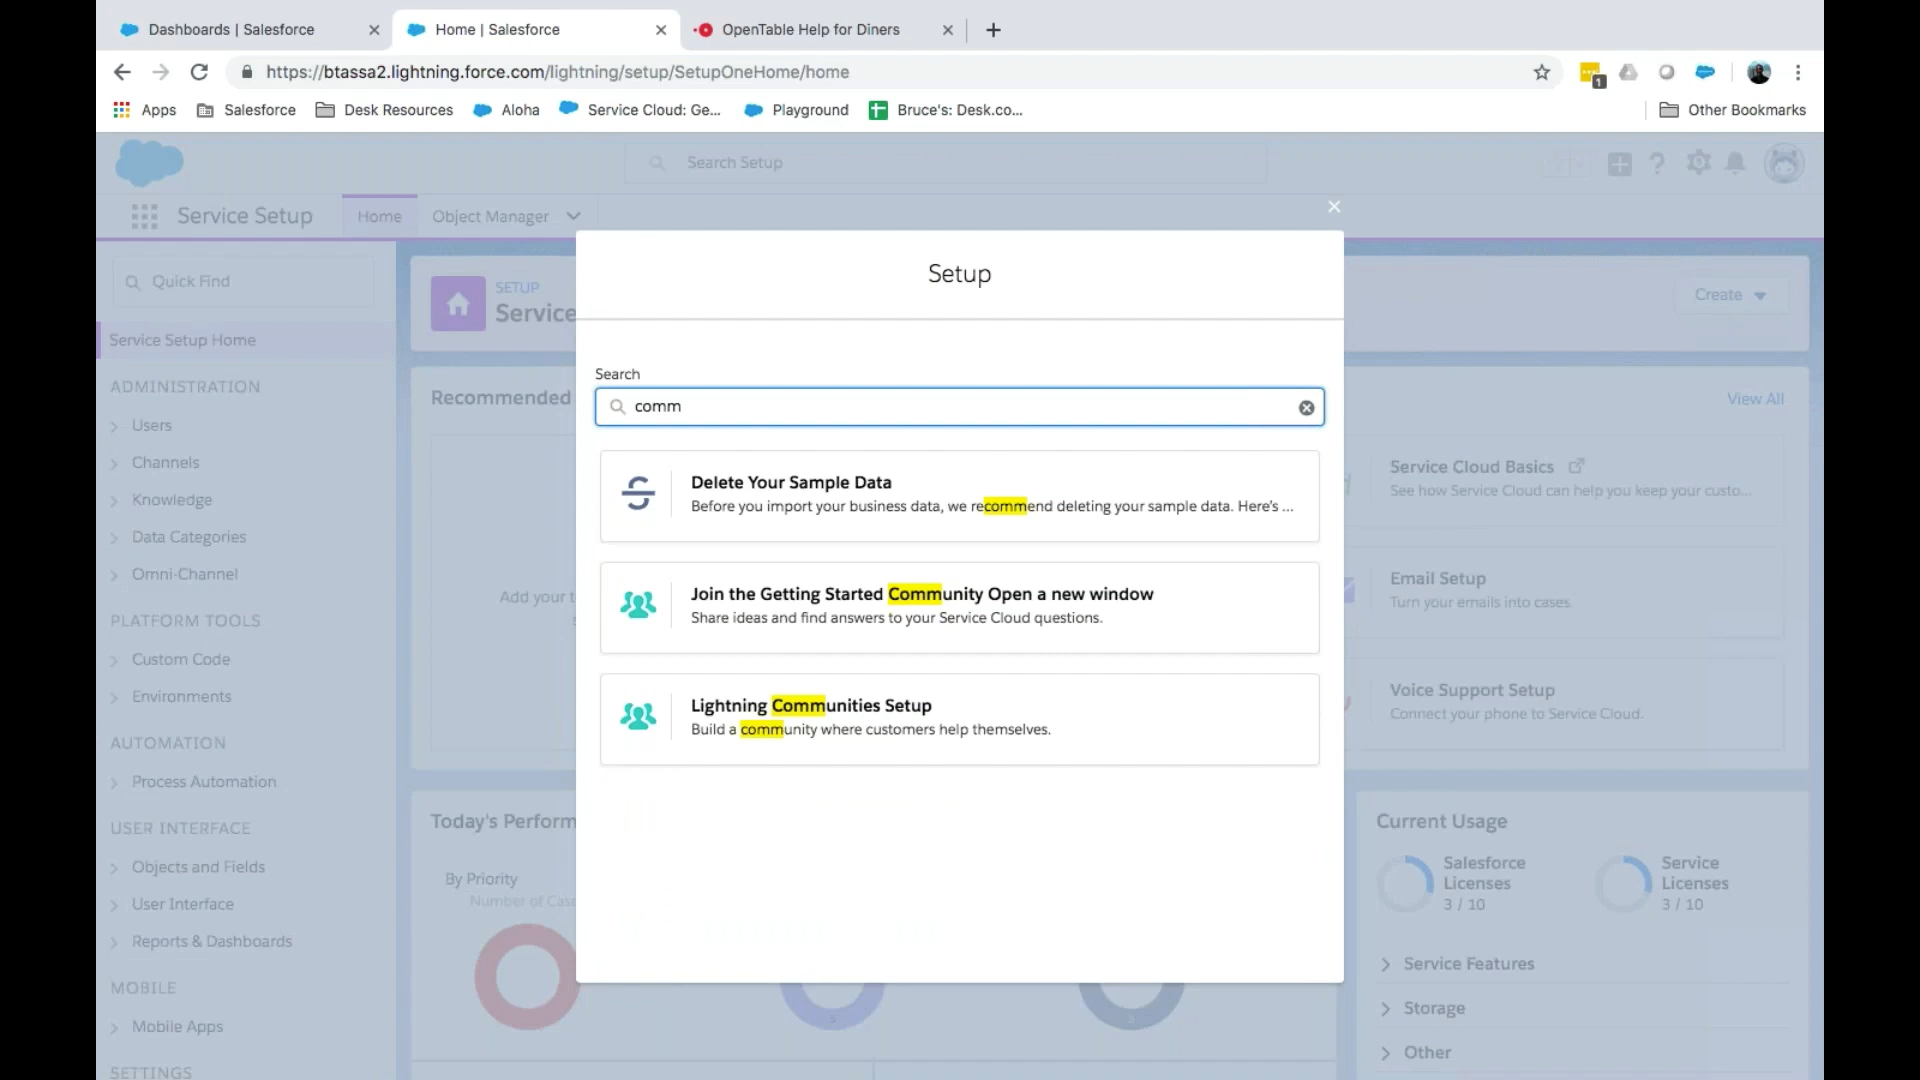 Dashboards | Salesforce
Home | Salesforce
OpenTable Help for Diners
https://btassa2.lightning.force.com/lightning/setup/SetupOneHome/home
1
Apps
Salesforce
Desk Resources
Aloha
Service Cloud: Ge...
Playground
Bruce's: Desk.co...
Other Bookmarks
Search Setup
Service Setup
Home
Object Manager
Quick Find
Service Setup Home
ADMINISTRATION
Users
Channels
Knowledge
Data Categories
Omni-Channel
PLATFORM TOOLS
Custom Code
Environments
AUTOMATION
Process Automation
USER INTERFACE
Objects and Fields
User Interface
Reports & Dashboards
MOBILE
Mobile Apps
SETTINGS
SETUP
Service
Create
Recommended
View All
Add your t
Service Cloud Basics
See how Service Cloud can help you keep your custo...
Email Setup
Turn your emails into cases.
Voice Support Setup
Connect your phone to Service Cloud.
Today's Perform
By Priority
Number of Cas
Current Usage
Salesforce
Licenses
3 / 10
Service
Licenses
3 / 10
Service Features
Storage
Other
Setup
Search
comm
Delete Your Sample Data
Before you import your business data, we recommend deleting your sample data. Here's ...
Join the Getting Started Community Open a new window
Share ideas and find answers to your Service Cloud questions.
Lightning Communities Setup
Build a community where customers help themselves.